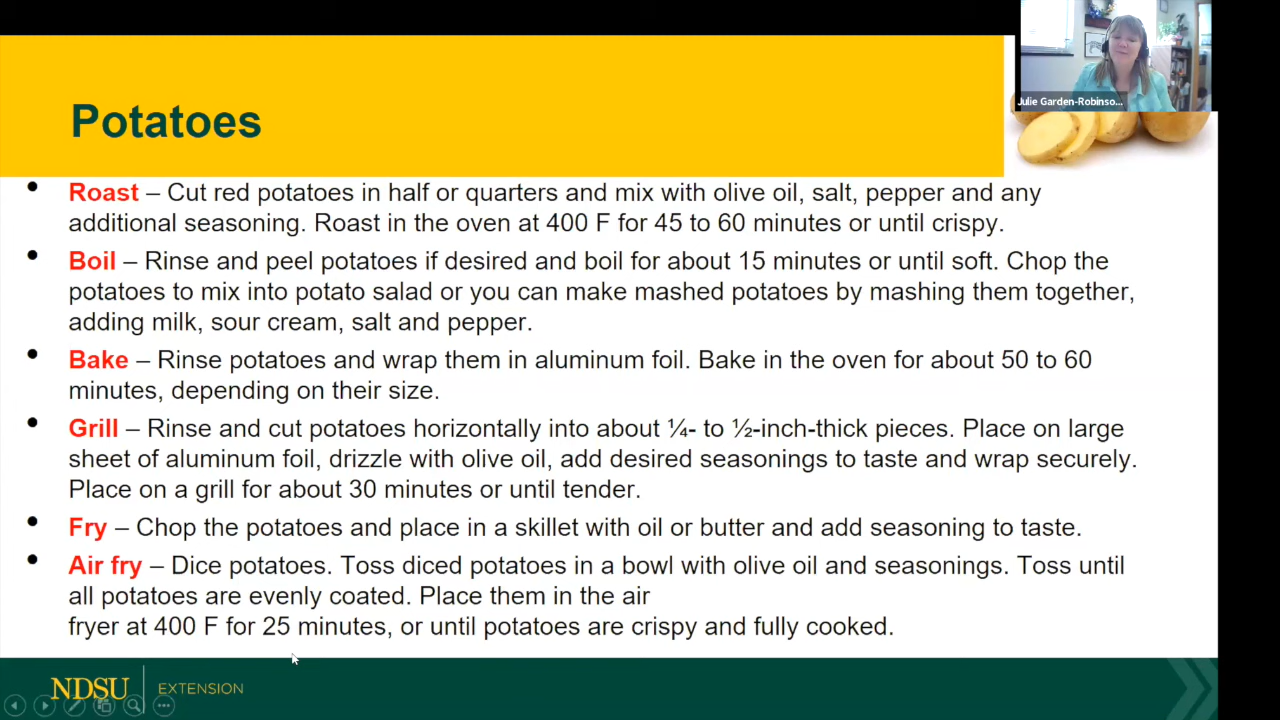 Julie Garden-Robinso...
Potatoes
• Roast – Cut red potatoes in half or quarters and mix with olive oil, salt, pepper and any
additional seasoning. Roast in the oven at 400 F for 45 to 60 minutes or until crispy.
• Boil – Rinse and peel potatoes if desired and boil for about 15 minutes or until soft. Chop the
potatoes to mix into potato salad or you can make mashed potatoes by mashing them together,
adding milk, sour cream, salt and pepper.
• Bake – Rinse potatoes and wrap them in aluminum foil. Bake in the oven for about 50 to 60
minutes, depending on their size.
• Grill – Rinse and cut potatoes horizontally into about ¼- to ½-inch-thick pieces. Place on large
sheet of aluminum foil, drizzle with olive oil, add desired seasonings to taste and wrap securely.
Place on a grill for about 30 minutes or until tender.
• Fry – Chop the potatoes and place in a skillet with oil or butter and add seasoning to taste.
• Air fry – Dice potatoes. Toss diced potatoes in a bowl with olive oil and seasonings. Toss until
all potatoes are evenly coated. Place them in the air
fryer at 400 F for 25 minutes, or until potatoes are crispy and fully cooked.
NDSU EXTENSION